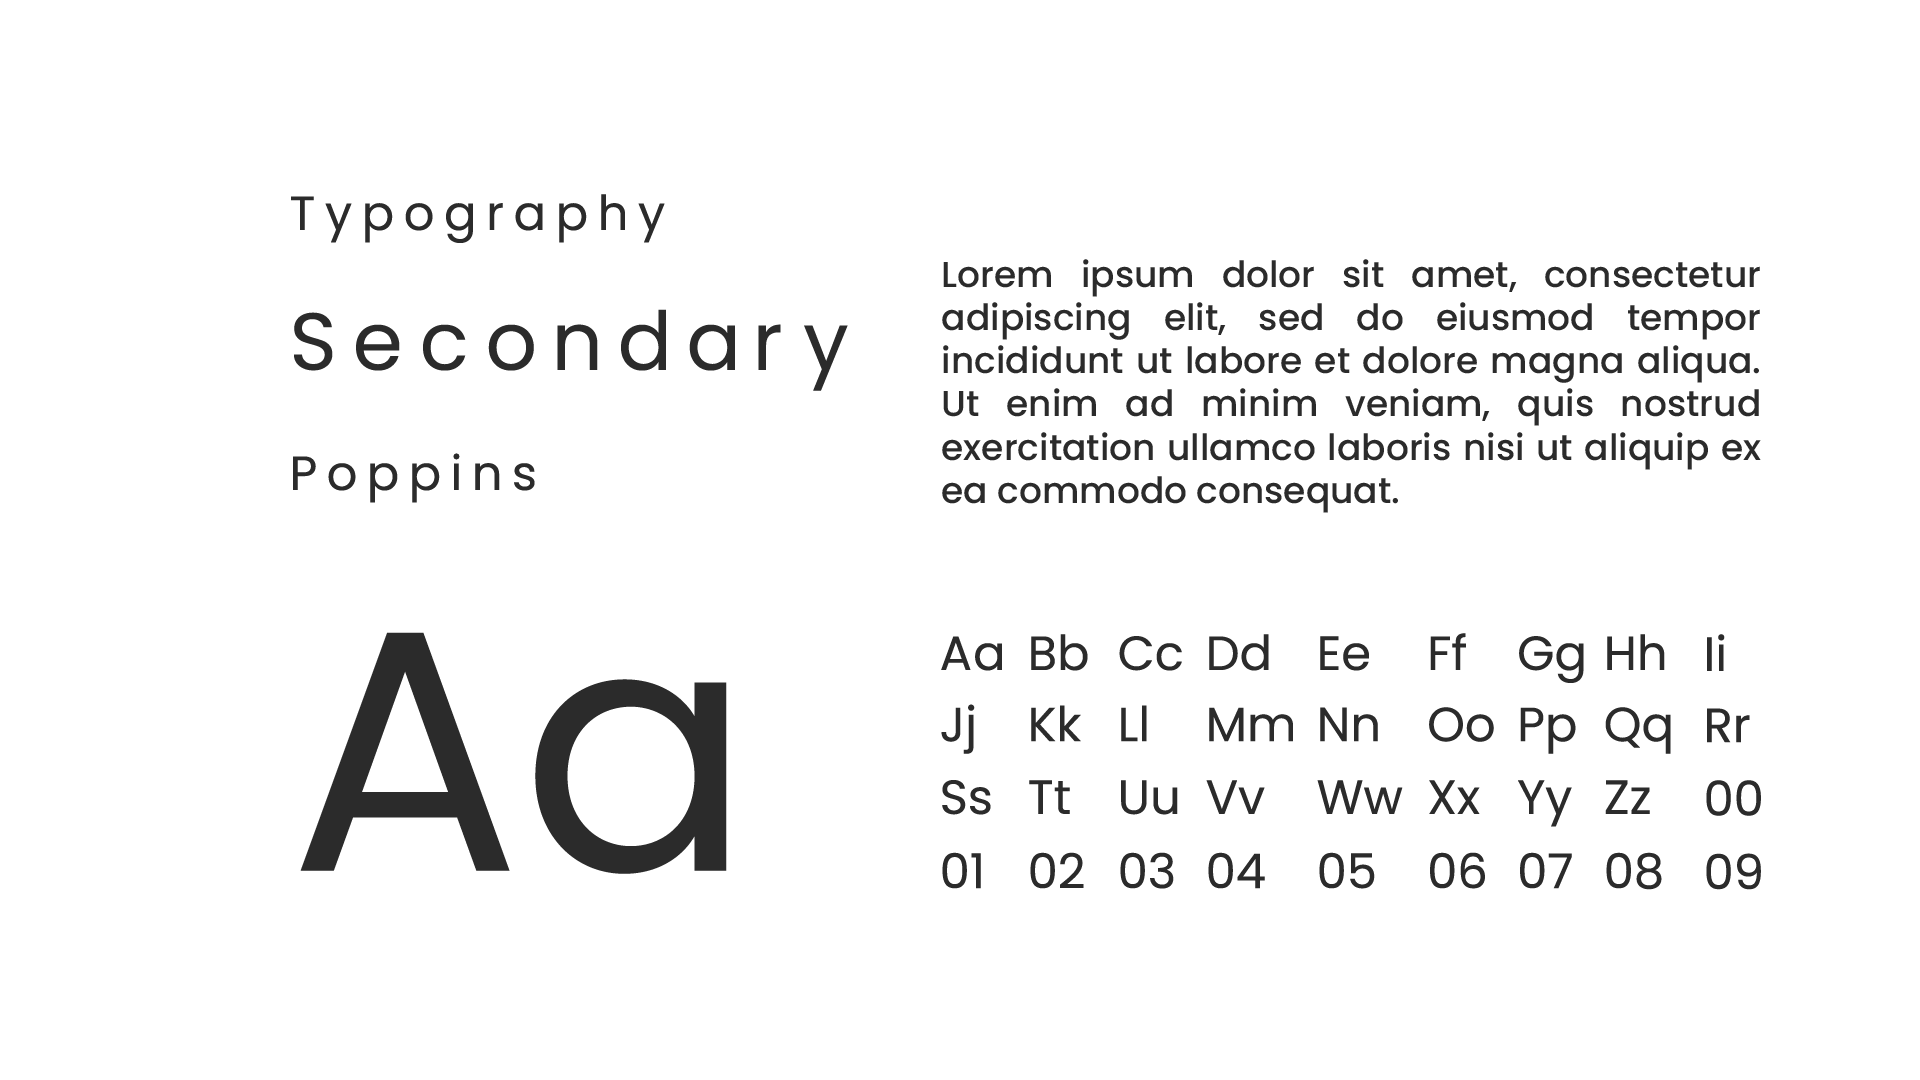 Typography
Secondary
Poppins
Aa
Lorem ipsum dolor sit amet, consectetur
adipiscing elit, sed do eiusmod tempor
incididunt ut labore et dolore magna aliqua.
Ut enim ad minim veniam, quis nostrud
exercitation ullamco laboris nisi ut aliquip ex
ea commodo consequat.
Aa Bb Cc Dd Ee Ff Gg Hh Ii
Jj Kk Ll Mm Nn Oo Pp Qq Rr
Ss Tt Uu Vv Ww Xx Yy Zz 00
01 02 03 04 05 06 07 08 09